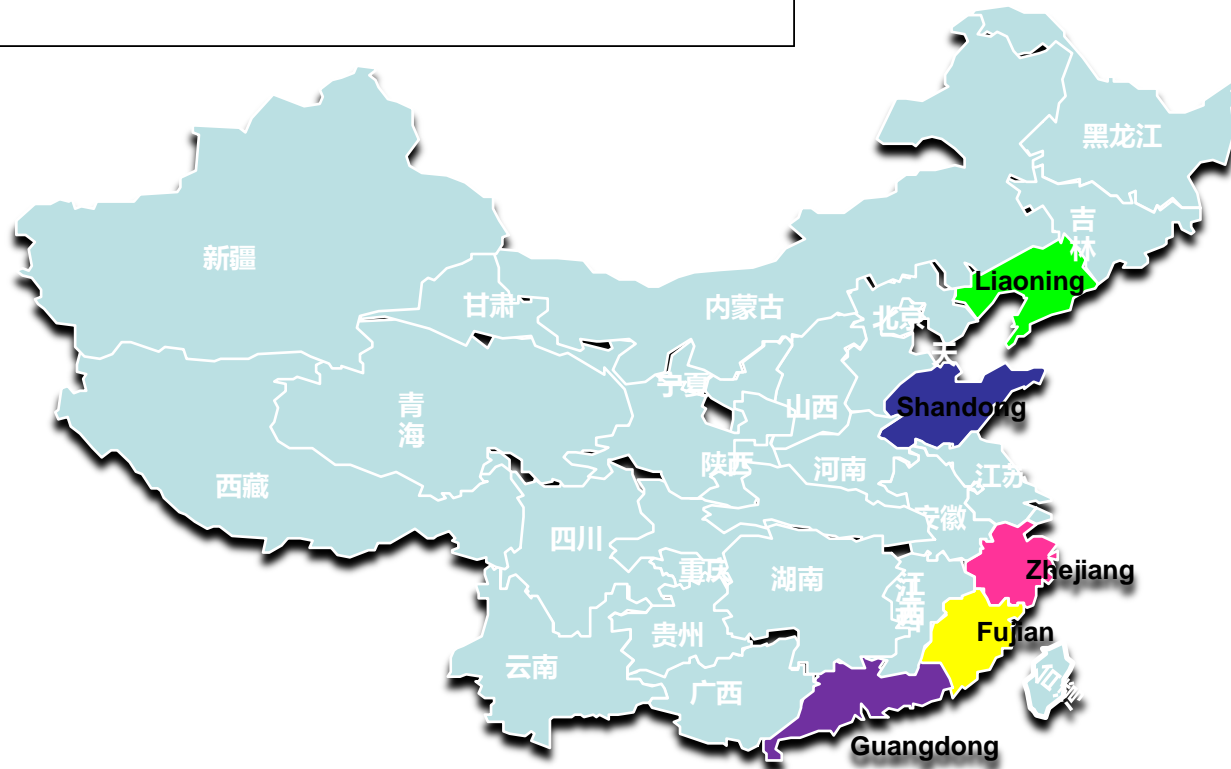 黑龙江
吉林
新疆
Liaoning
甘肃
内蒙古
北京
天
宁夏
青海
山西
Shandong
陕西
河南
江苏
西藏
安徽
四川
重庆
湖南
江西
Zhejiang
贵州
Fujian
云南
广西
台湾
Guangdong